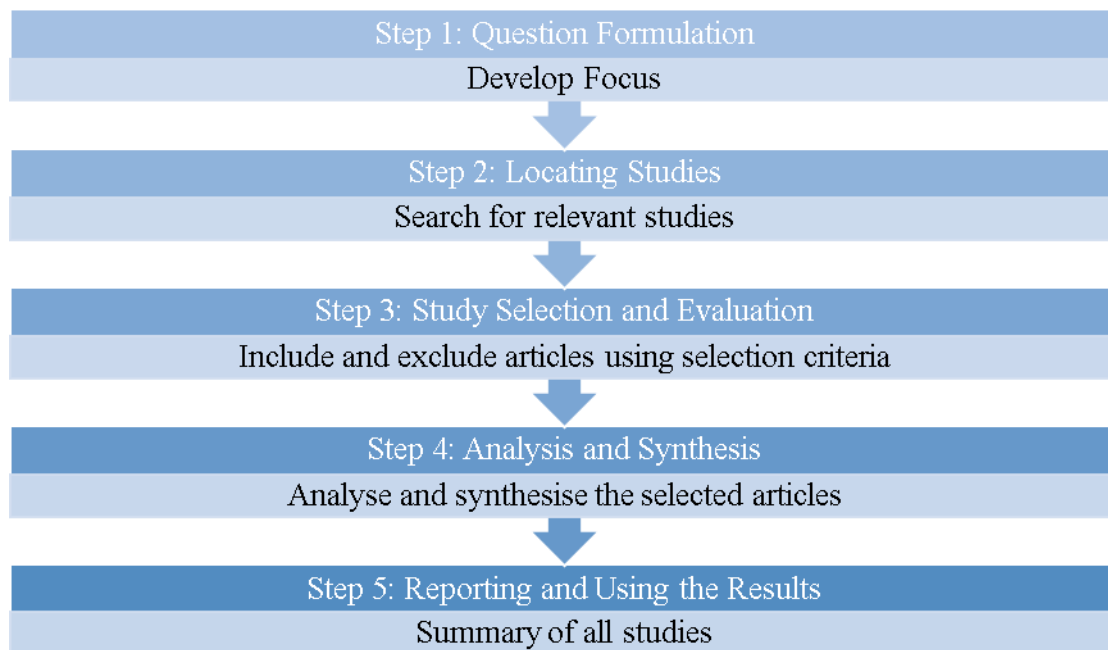 Step 1: Question Formulation
Develop Focus
Step 2: Locating Studies
Search for relevant studies
Step 3: Study Selection and Evaluation
Include and exclude articles using selection criteria
Step 4: Analysis and Synthesis
Analyse and synthesise the selected articles
Step 5: Reporting and Using the Results
Summary of all studies